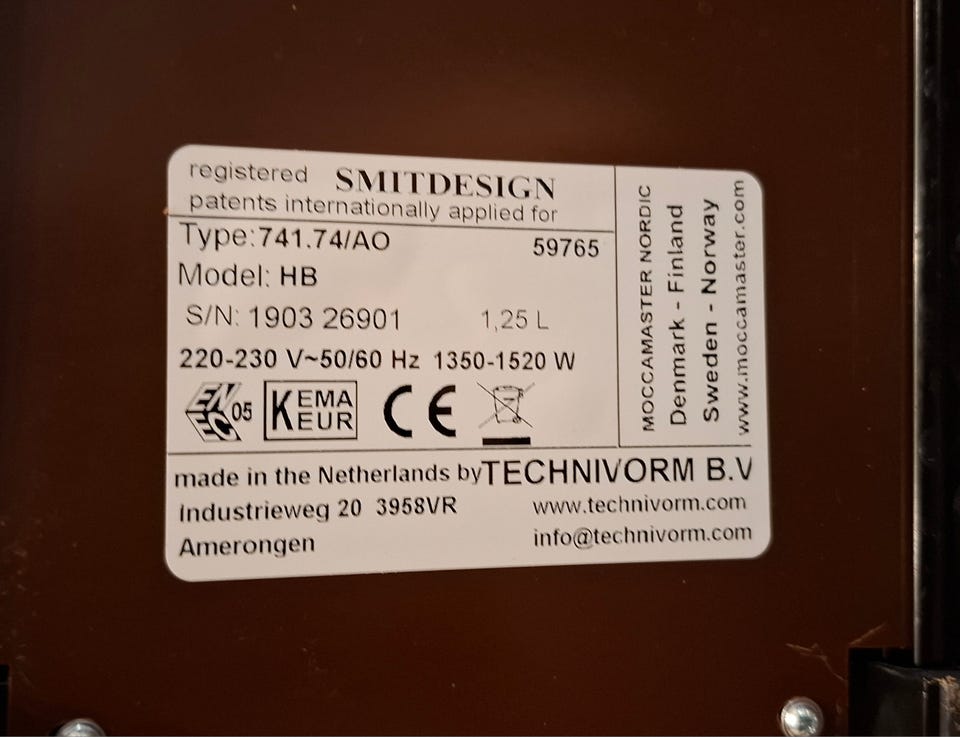 registered SMITDESIGN
patents internationally applied for
Type:741.74/AO 59765
Model: HB
S/N: 1903 26901 1,25 L
220-230 V~50/60 Hz 1350-1520 W
ENEC 05 KEMA EUR CE
MOCCAMASTER NORDIC
Denmark - Finland
Sweden - Norway
www.moccamaster.com
made in the Netherlands by TECHNIVORM B.V
Industrieweg 20 3958VR www.technivorm.com
Amerongen info@technivorm.com